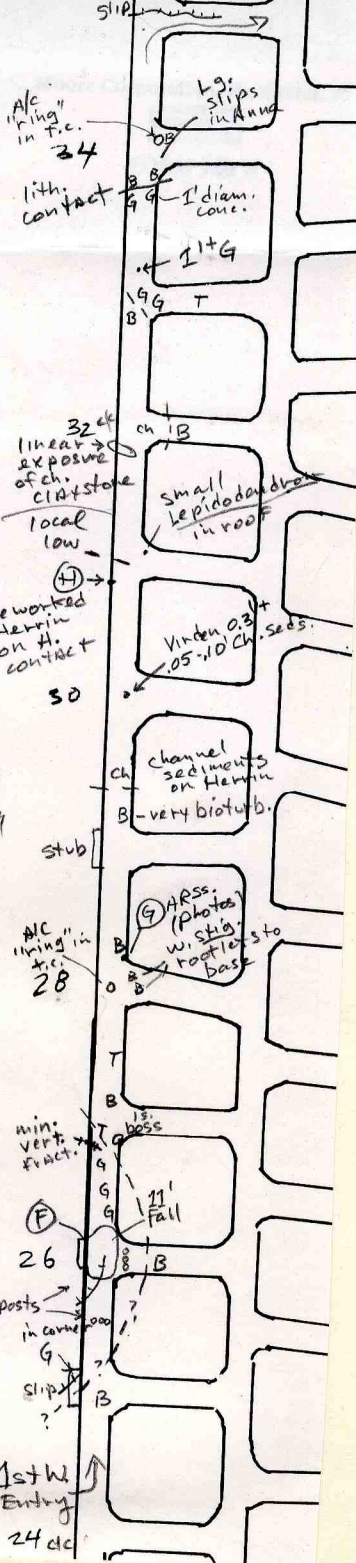 slip
Lg.
slips
in Anna
A/C
"ring"
in t.c.
34
OB
lith.
contact
B B
G G
1' diam.
conc.
1'+ G
G G T
B
32 c/c
ch B
linear
exposure
of ch.
claystone
small
Lepidodendron
in roof
local
low
H
eworked
Herrin
on H.
contact
Virden 0.3'+
.05-.10' Ch. seds.
30
channel
sediments
on Herrin
Ch
B - very bioturb.
stub
G ARSS.
(photos)
w. stig.
rootlets to
base
B
A/C
"ring" in
t.c.
28
O B
B
T
B
ls.
boss
min.
vert.
fract.
T G
G
G
G
11'
Fall
F
26
B
posts
in corner
?
G
slip
?
?
B
1st W.
Entry
24 c/c